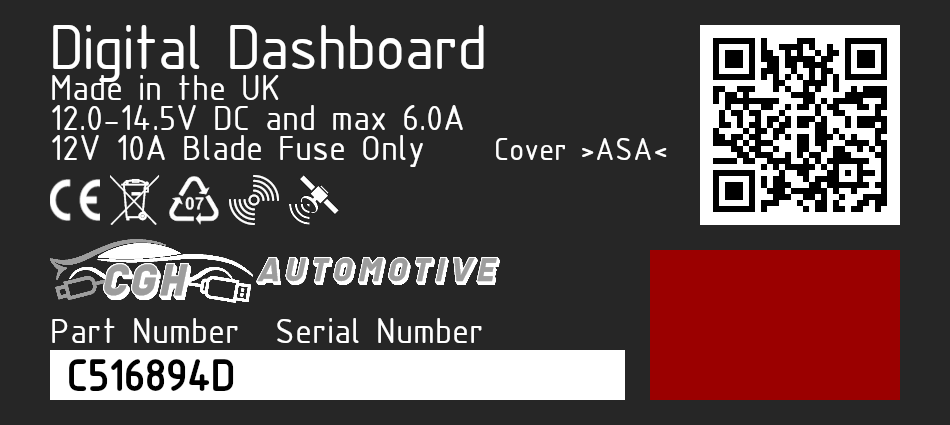 Digital Dashboard
Made in the UK
12.0-14.5V DC and max 6.0A
12V 10A Blade Fuse Only
Cover >ASA<
CE
07
CGH AUTOMOTIVE
Part Number Serial Number
C516894D